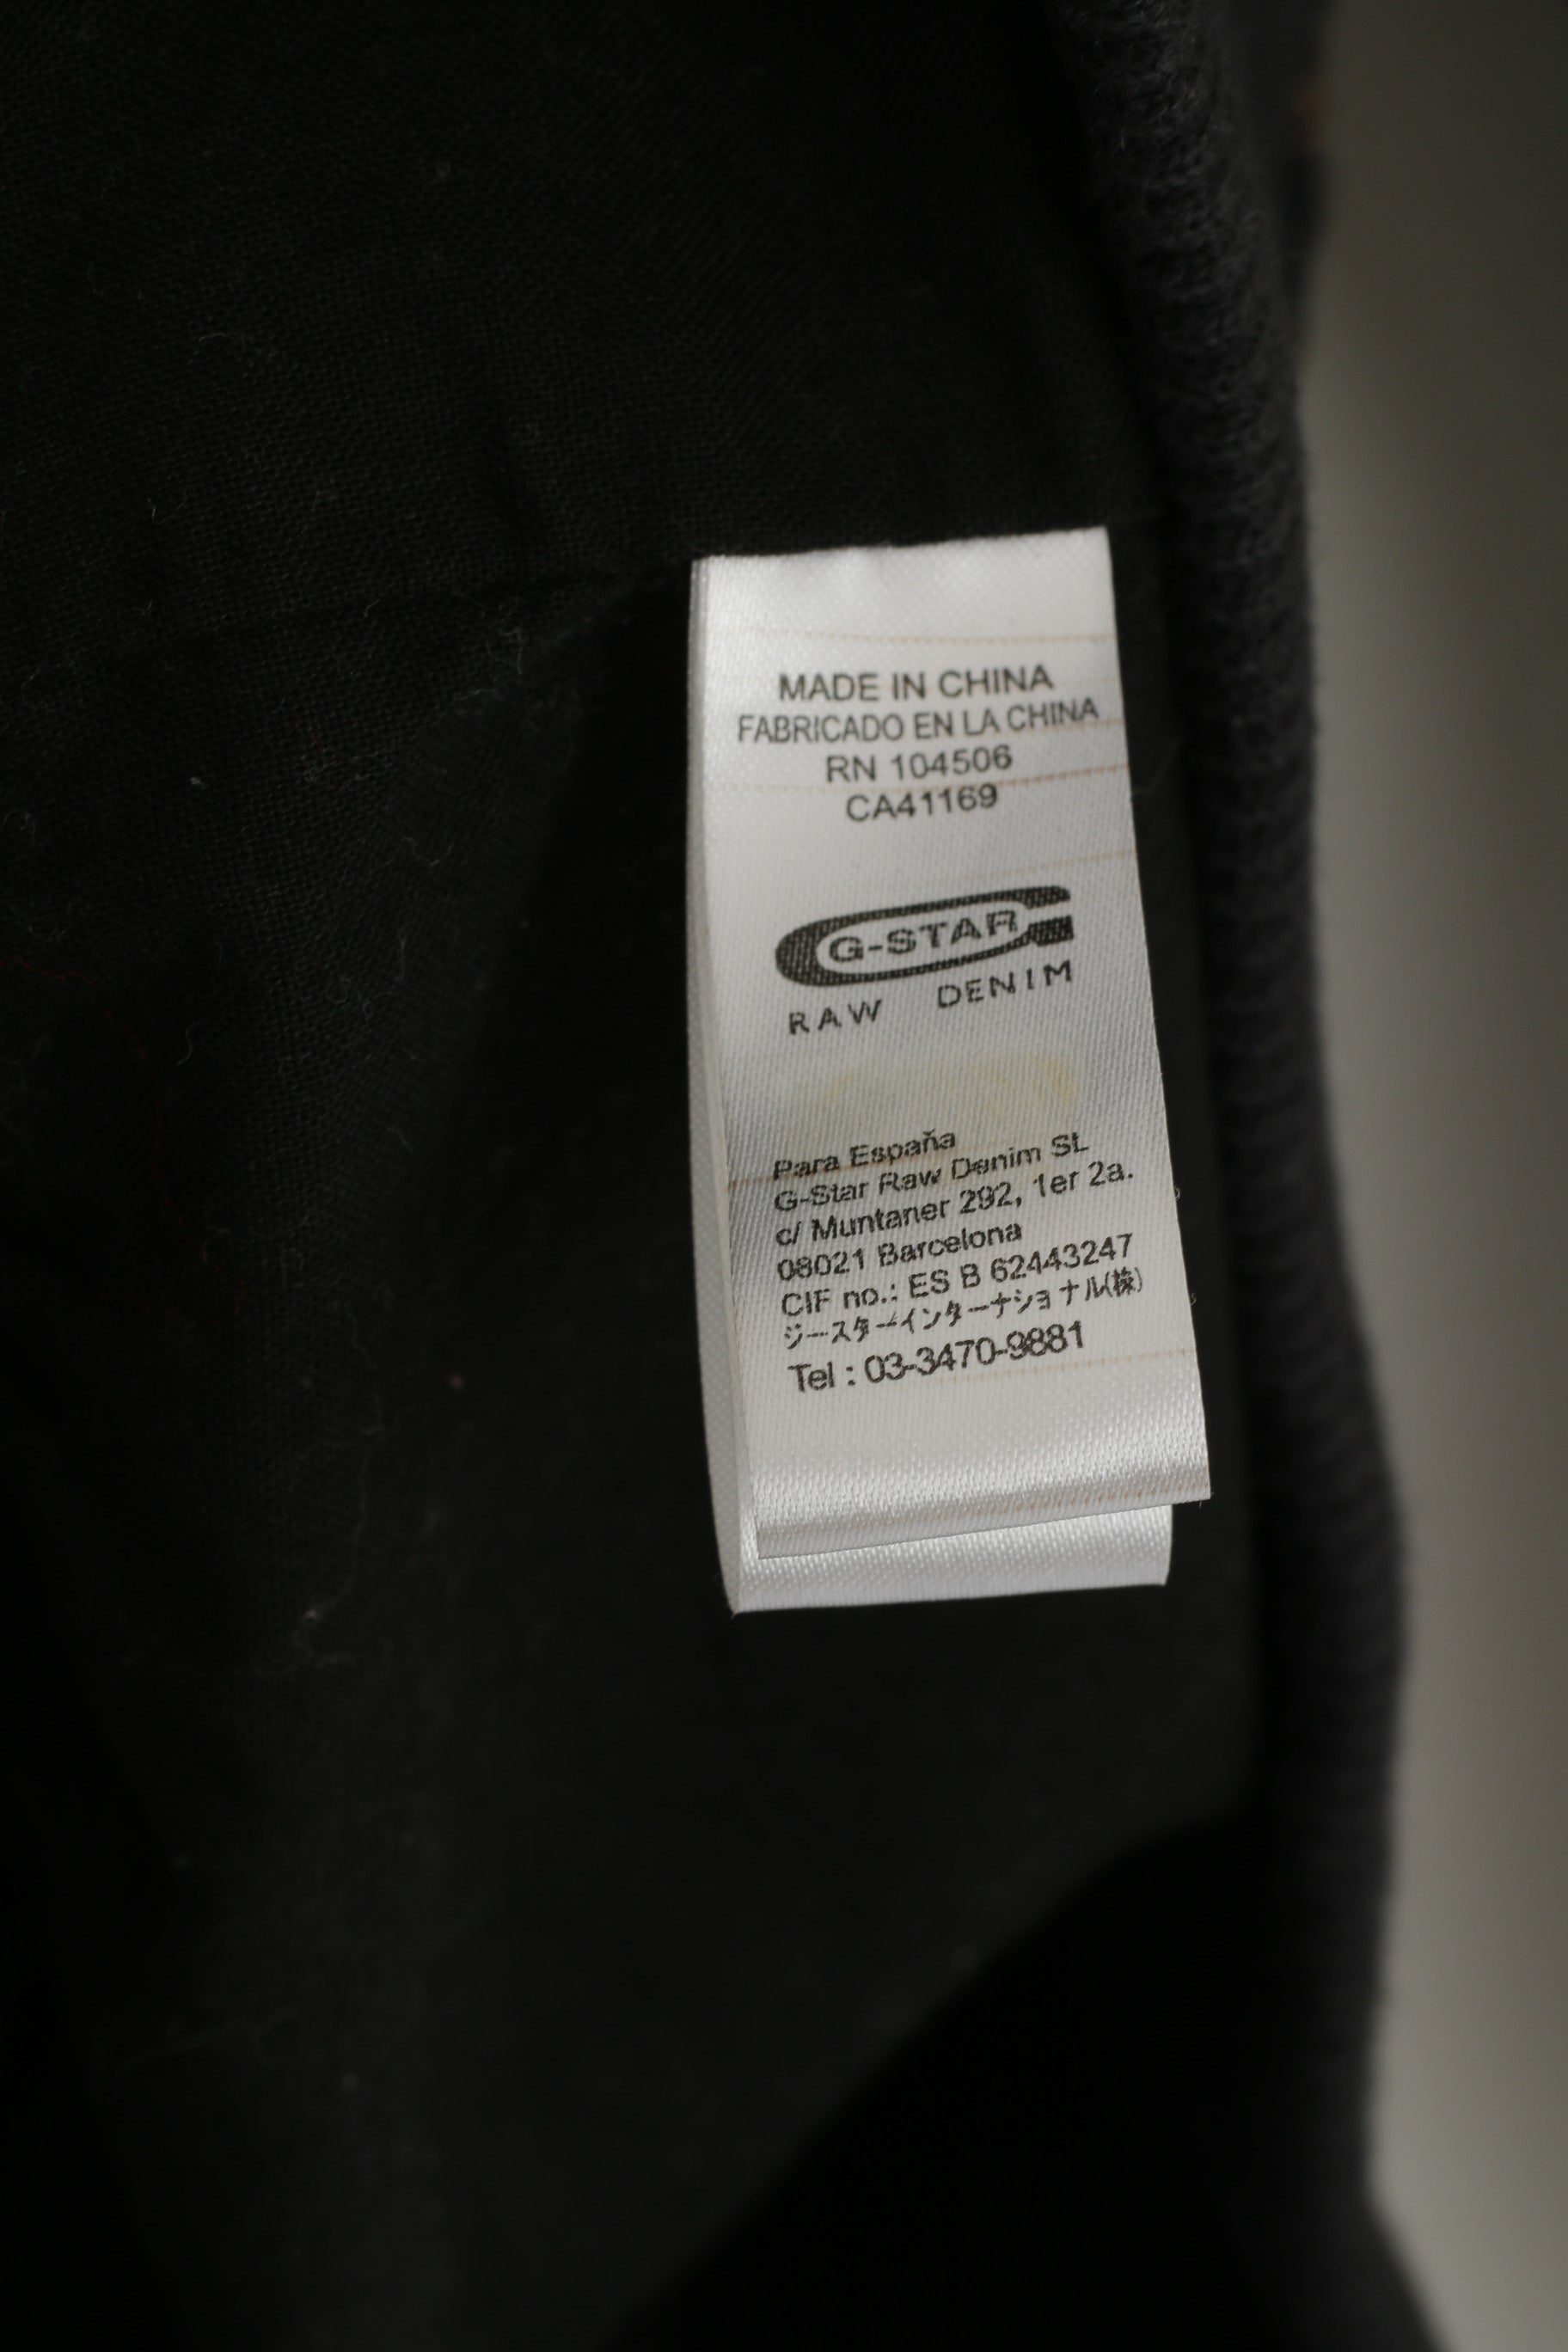 MADE IN CHINA
FABRICADO EN LA CHINA
RN 104506
CA41169
G-STAR
RAW DENIM
Para España
G-Star Raw Denim SL
c/ Muntaner 292, 1er 2a.
08021 Barcelona
CIF no.: ES B 62443247
ジースターインターナショナル(株)
Tel : 03-3470-9881